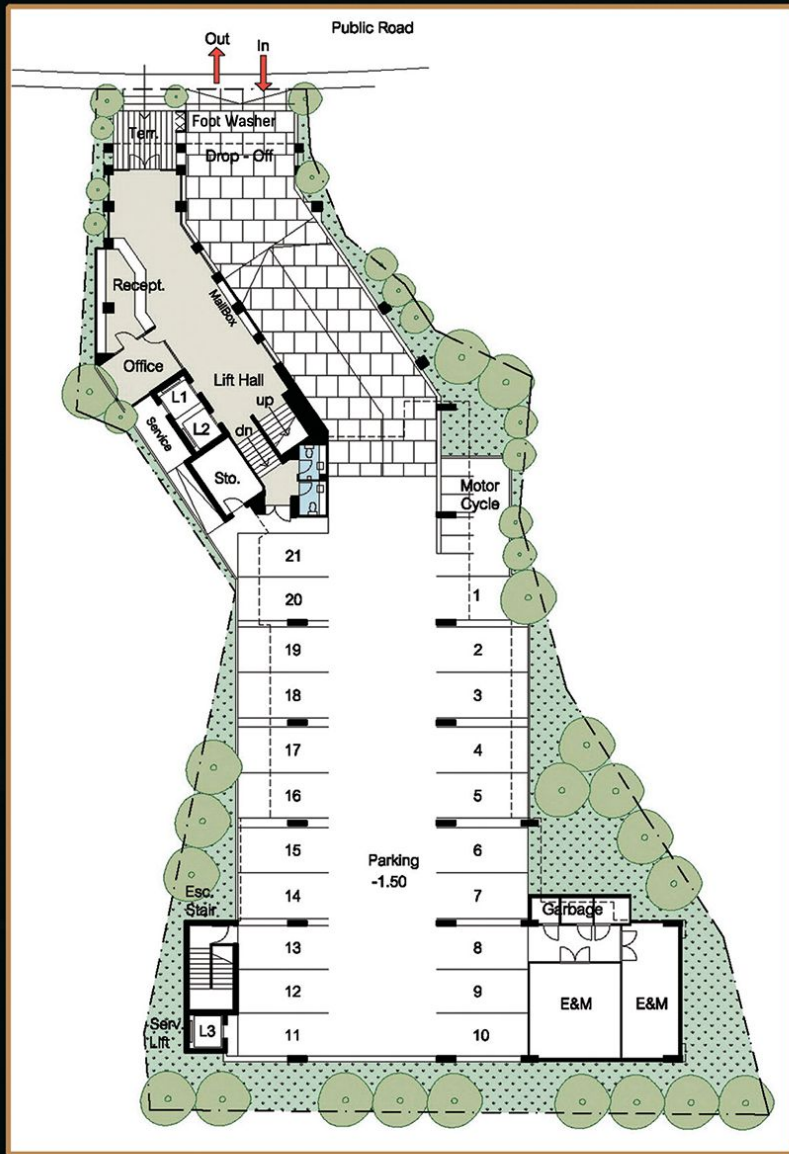 Public Road
Out
In
Foot Washer
Terr.
Drop - Off
Recept.
MailBox
Office
Lift Hall
L1
up
Service
L2
dn
Sto.
Motor
Cycle
21
20
1
19
2
18
3
17
4
16
5
15
6
Parking
-1.50
14
7
Esc.
Stair
Garbage
13
8
12
9
E&M
E&M
Serv.
Lift
L3
11
10